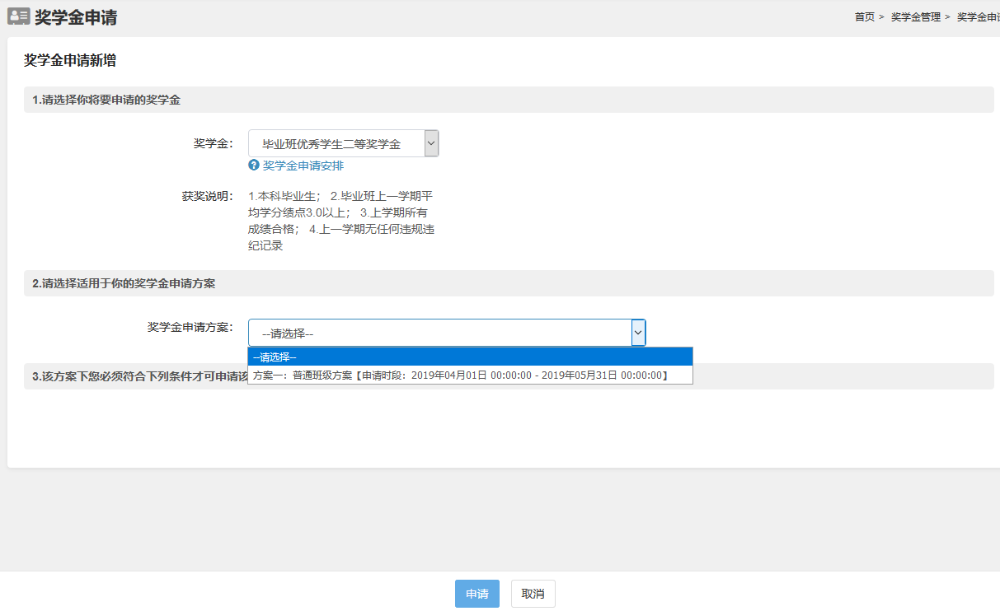 奖学金申请
首页 > 奖学金管理 > 奖学金申
奖学金申请新增
1.请选择你将要申请的奖学金
奖学金：
毕业班优秀学生二等奖学金
奖学金申请安排
获奖说明：
1.本科毕业生； 2.毕业班上一学期平
均学分绩点3.0以上； 3.上学期所有
成绩合格； 4.上一学期无任何违规违
纪记录
2.请选择适用于你的奖学金申请方案
奖学金申请方案：
--请选择--
--请选择--
方案一：普通班级方案【申请时段：2019年04月01日 00:00:00 - 2019年05月31日 00:00:00】
3.该方案下您必须符合下列条件才可申请该
申请
取消